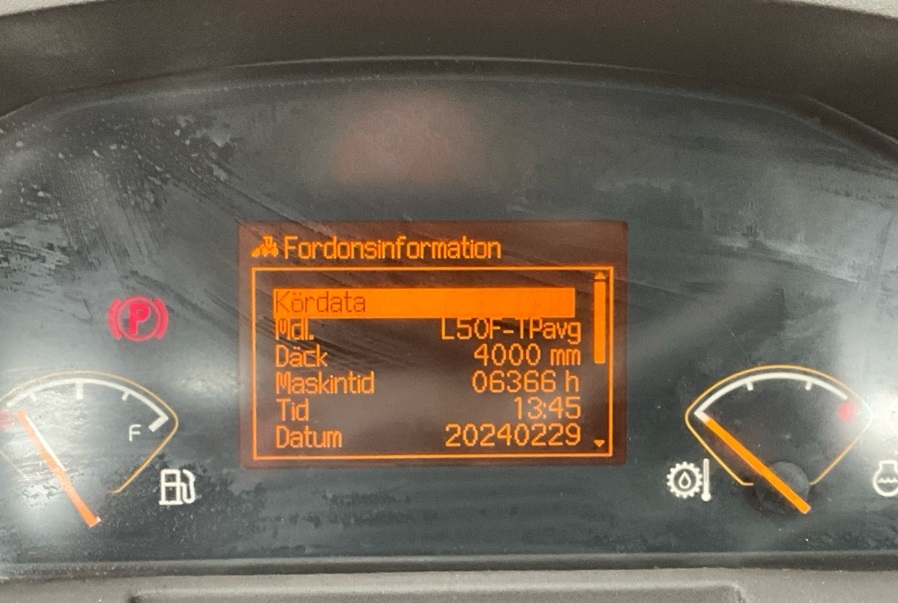 Fordonsinformation
Kördata
Mdl. L50F-TPavg
Däck 4000 mm
Maskintid 06366 h
Tid 13:45
Datum 20240229
P
F